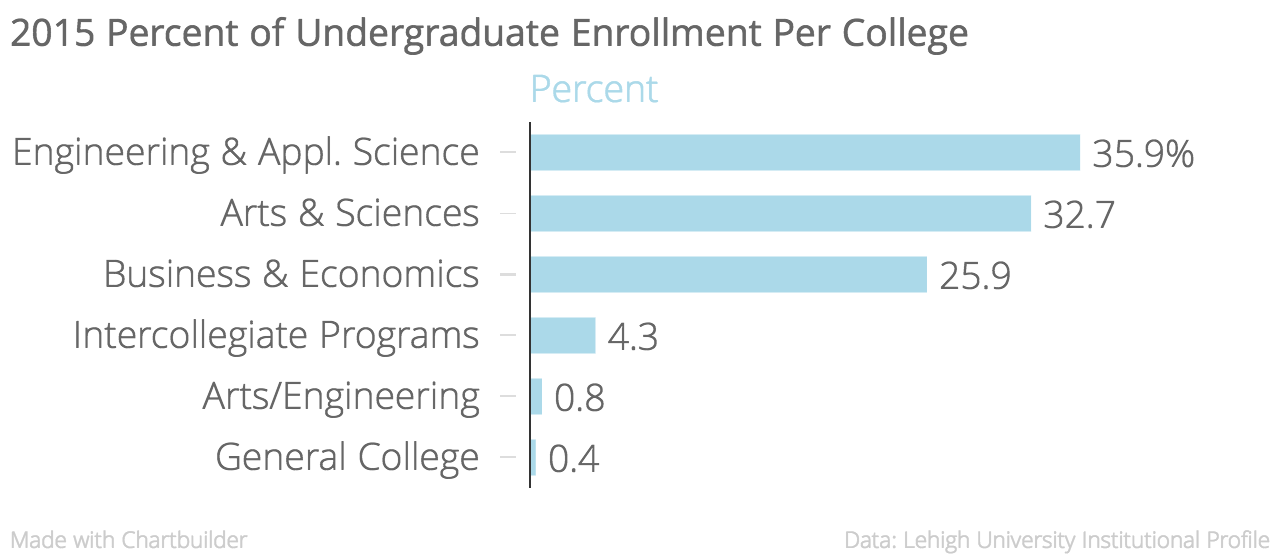 2015 Percent of Undergraduate Enrollment Per College
Percent
Engineering & Appl. Science 35.9%
Arts & Sciences 32.7
Business & Economics 25.9
Intercollegiate Programs 4.3
Arts/Engineering 0.8
General College 0.4
Made with Chartbuilder Data: Lehigh University Institutional Profile